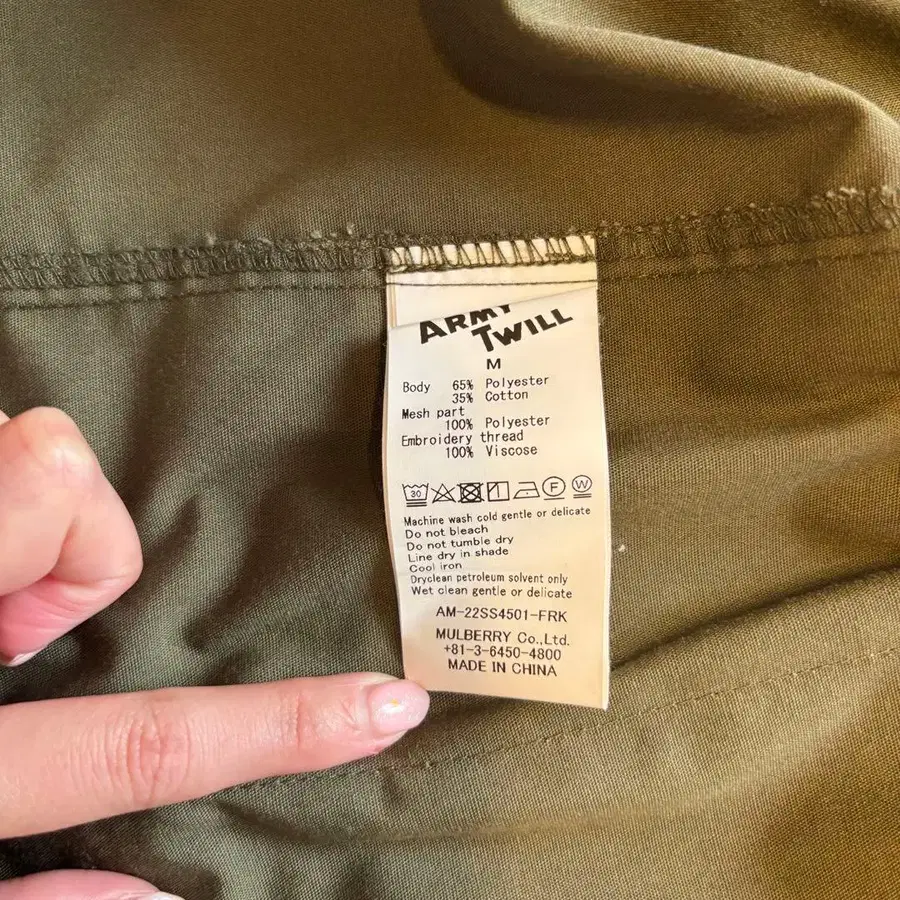 ARMY
TWILL
M
Body 65% Polyester
35% Cotton
Mesh part
100% Polyester
Embroidery thread
100% Viscose
30 F W
Machine wash cold gentle or delicate
Do not bleach
Do not tumble dry
Line dry in shade
Cool iron
Dryclean petroleum solvent only
Wet clean gentle or delicate
AM-22SS4501-FRK
MULBERRY Co.,Ltd.
+81-3-6450-4800
MADE IN CHINA